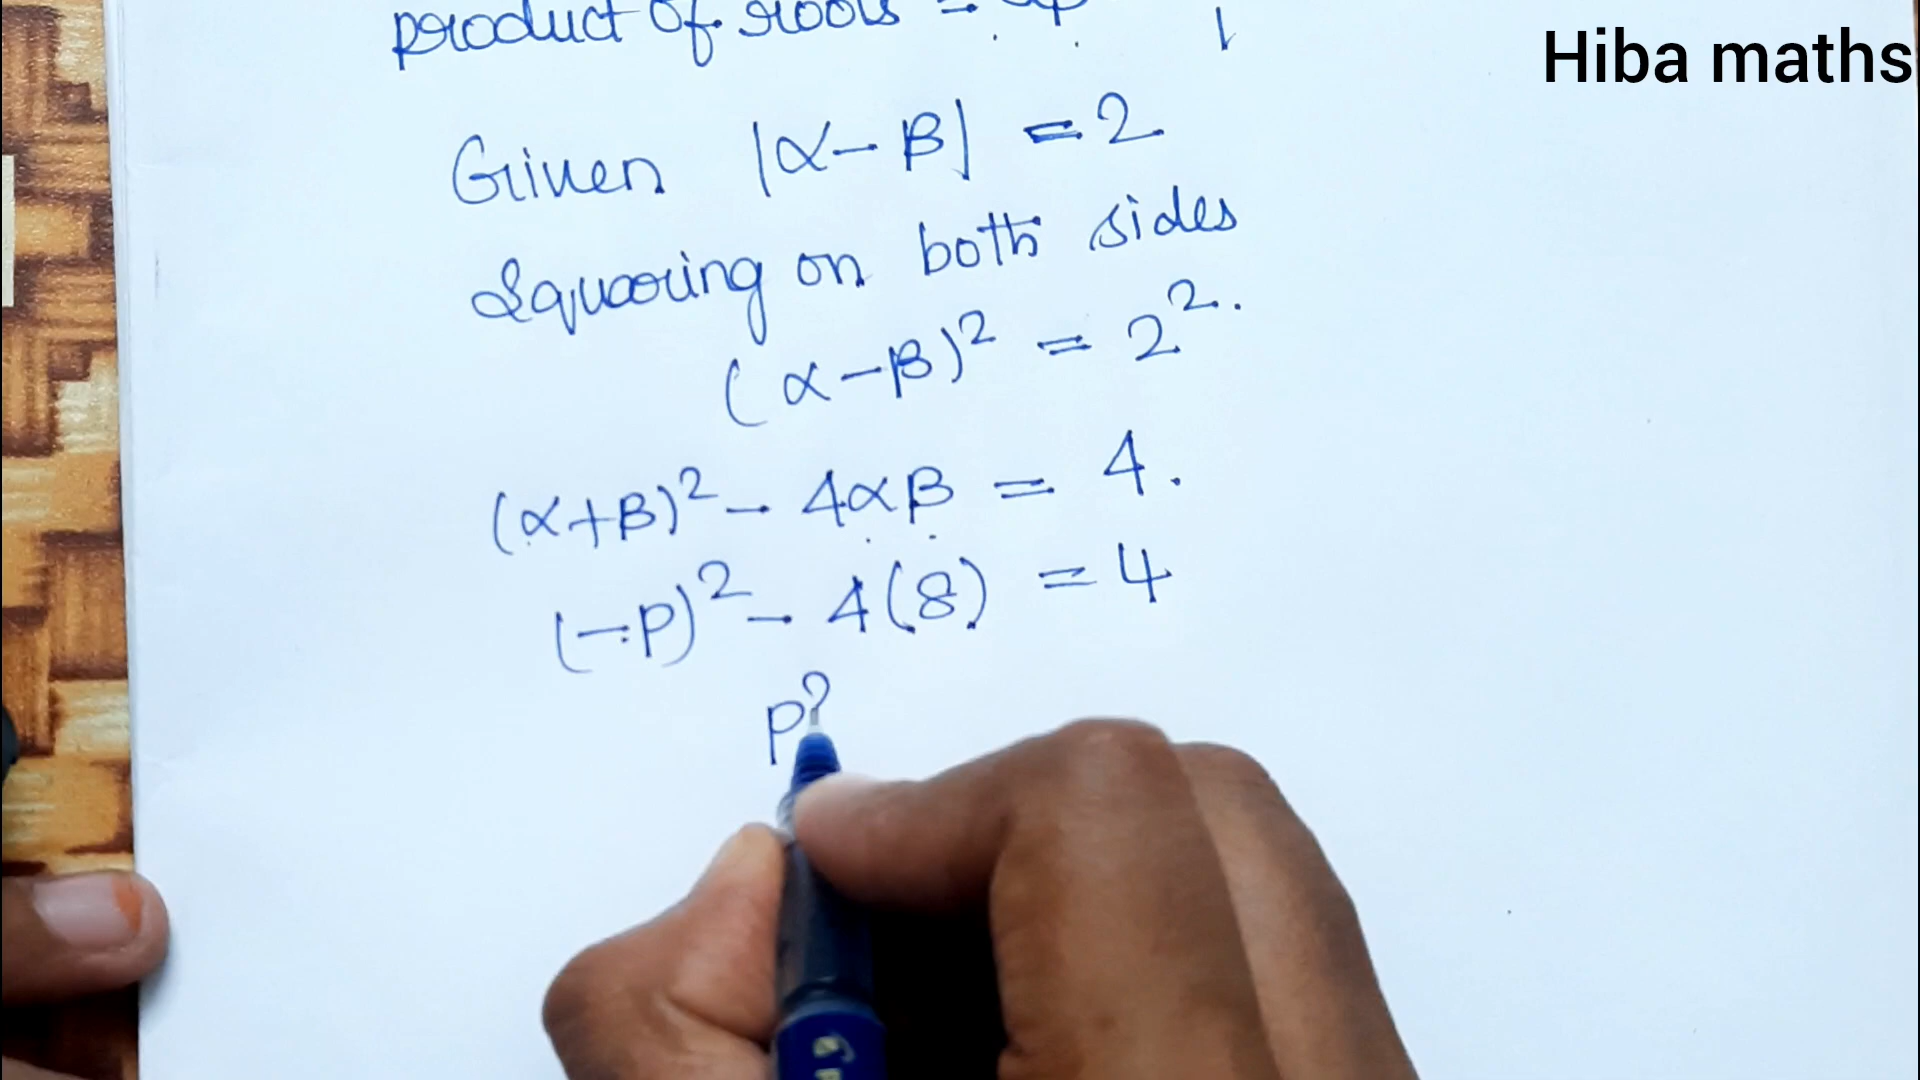 product of roots =
Hiba maths
Given |α-β| = 2
Squaring on both sides
(α-β)² = 2².
(α+β)² - 4αβ = 4.
(-p)² - 4(8) = 4
p²